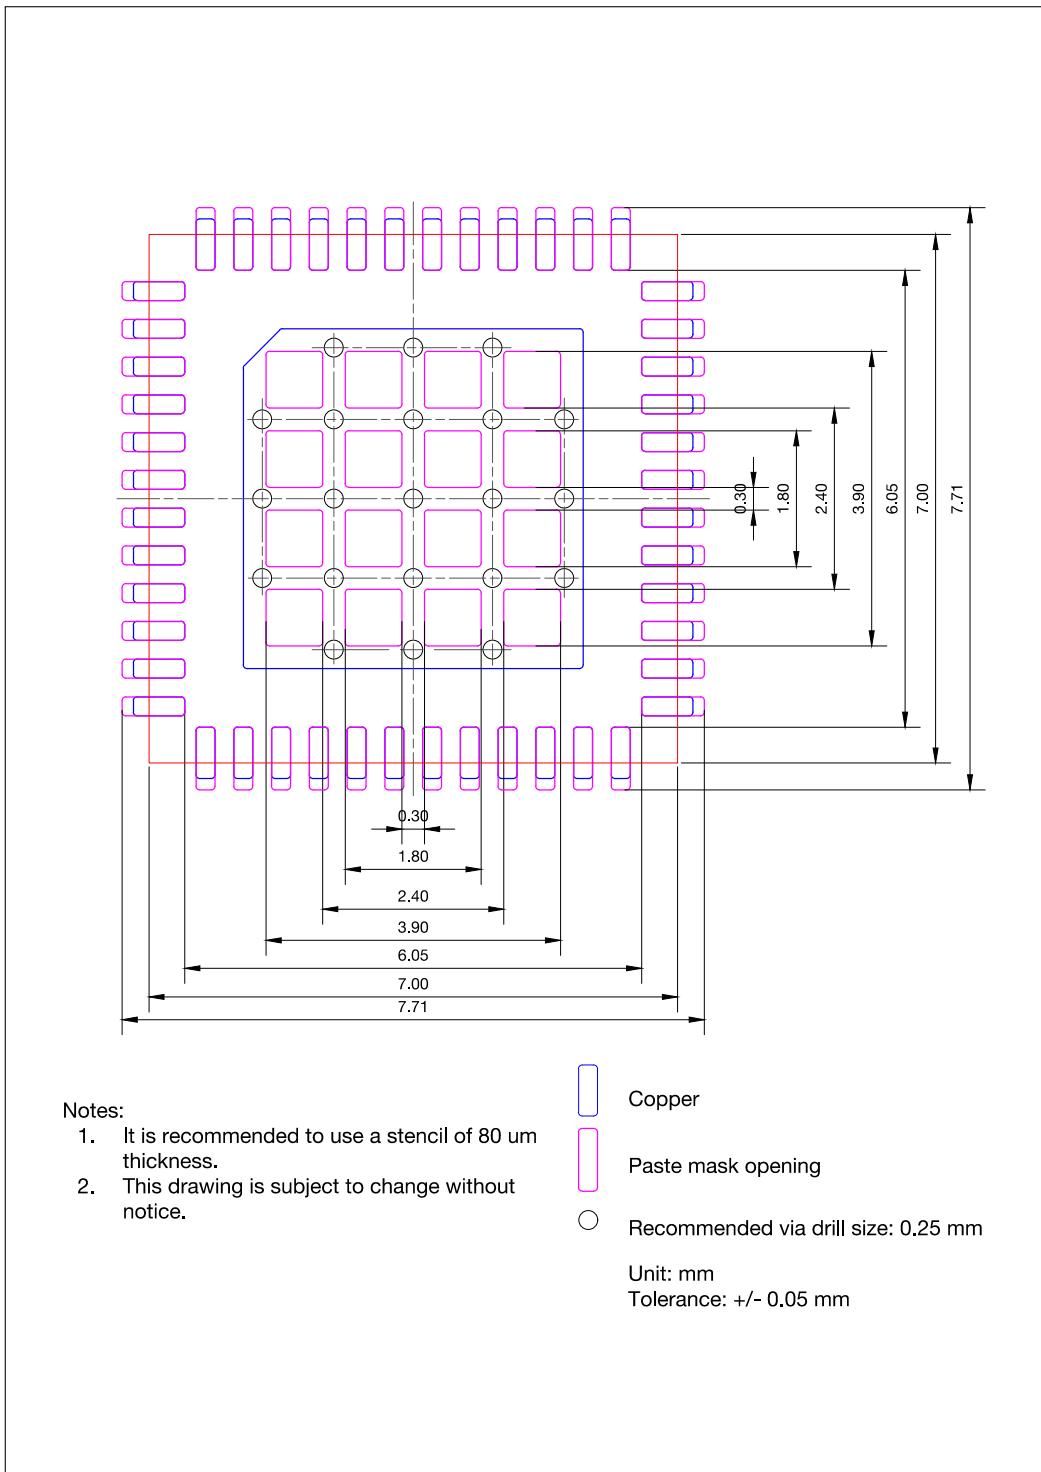 0.30
1.80
2.40
3.90
6.05
7.00
7.71
0.30
1.80
2.40
3.90
6.05
7.00
7.71
Notes:
1. It is recommended to use a stencil of 80 um
thickness.
2. This drawing is subject to change without
notice.
Copper
Paste mask opening
Recommended via drill size: 0.25 mm
Unit: mm
Tolerance: +/- 0.05 mm